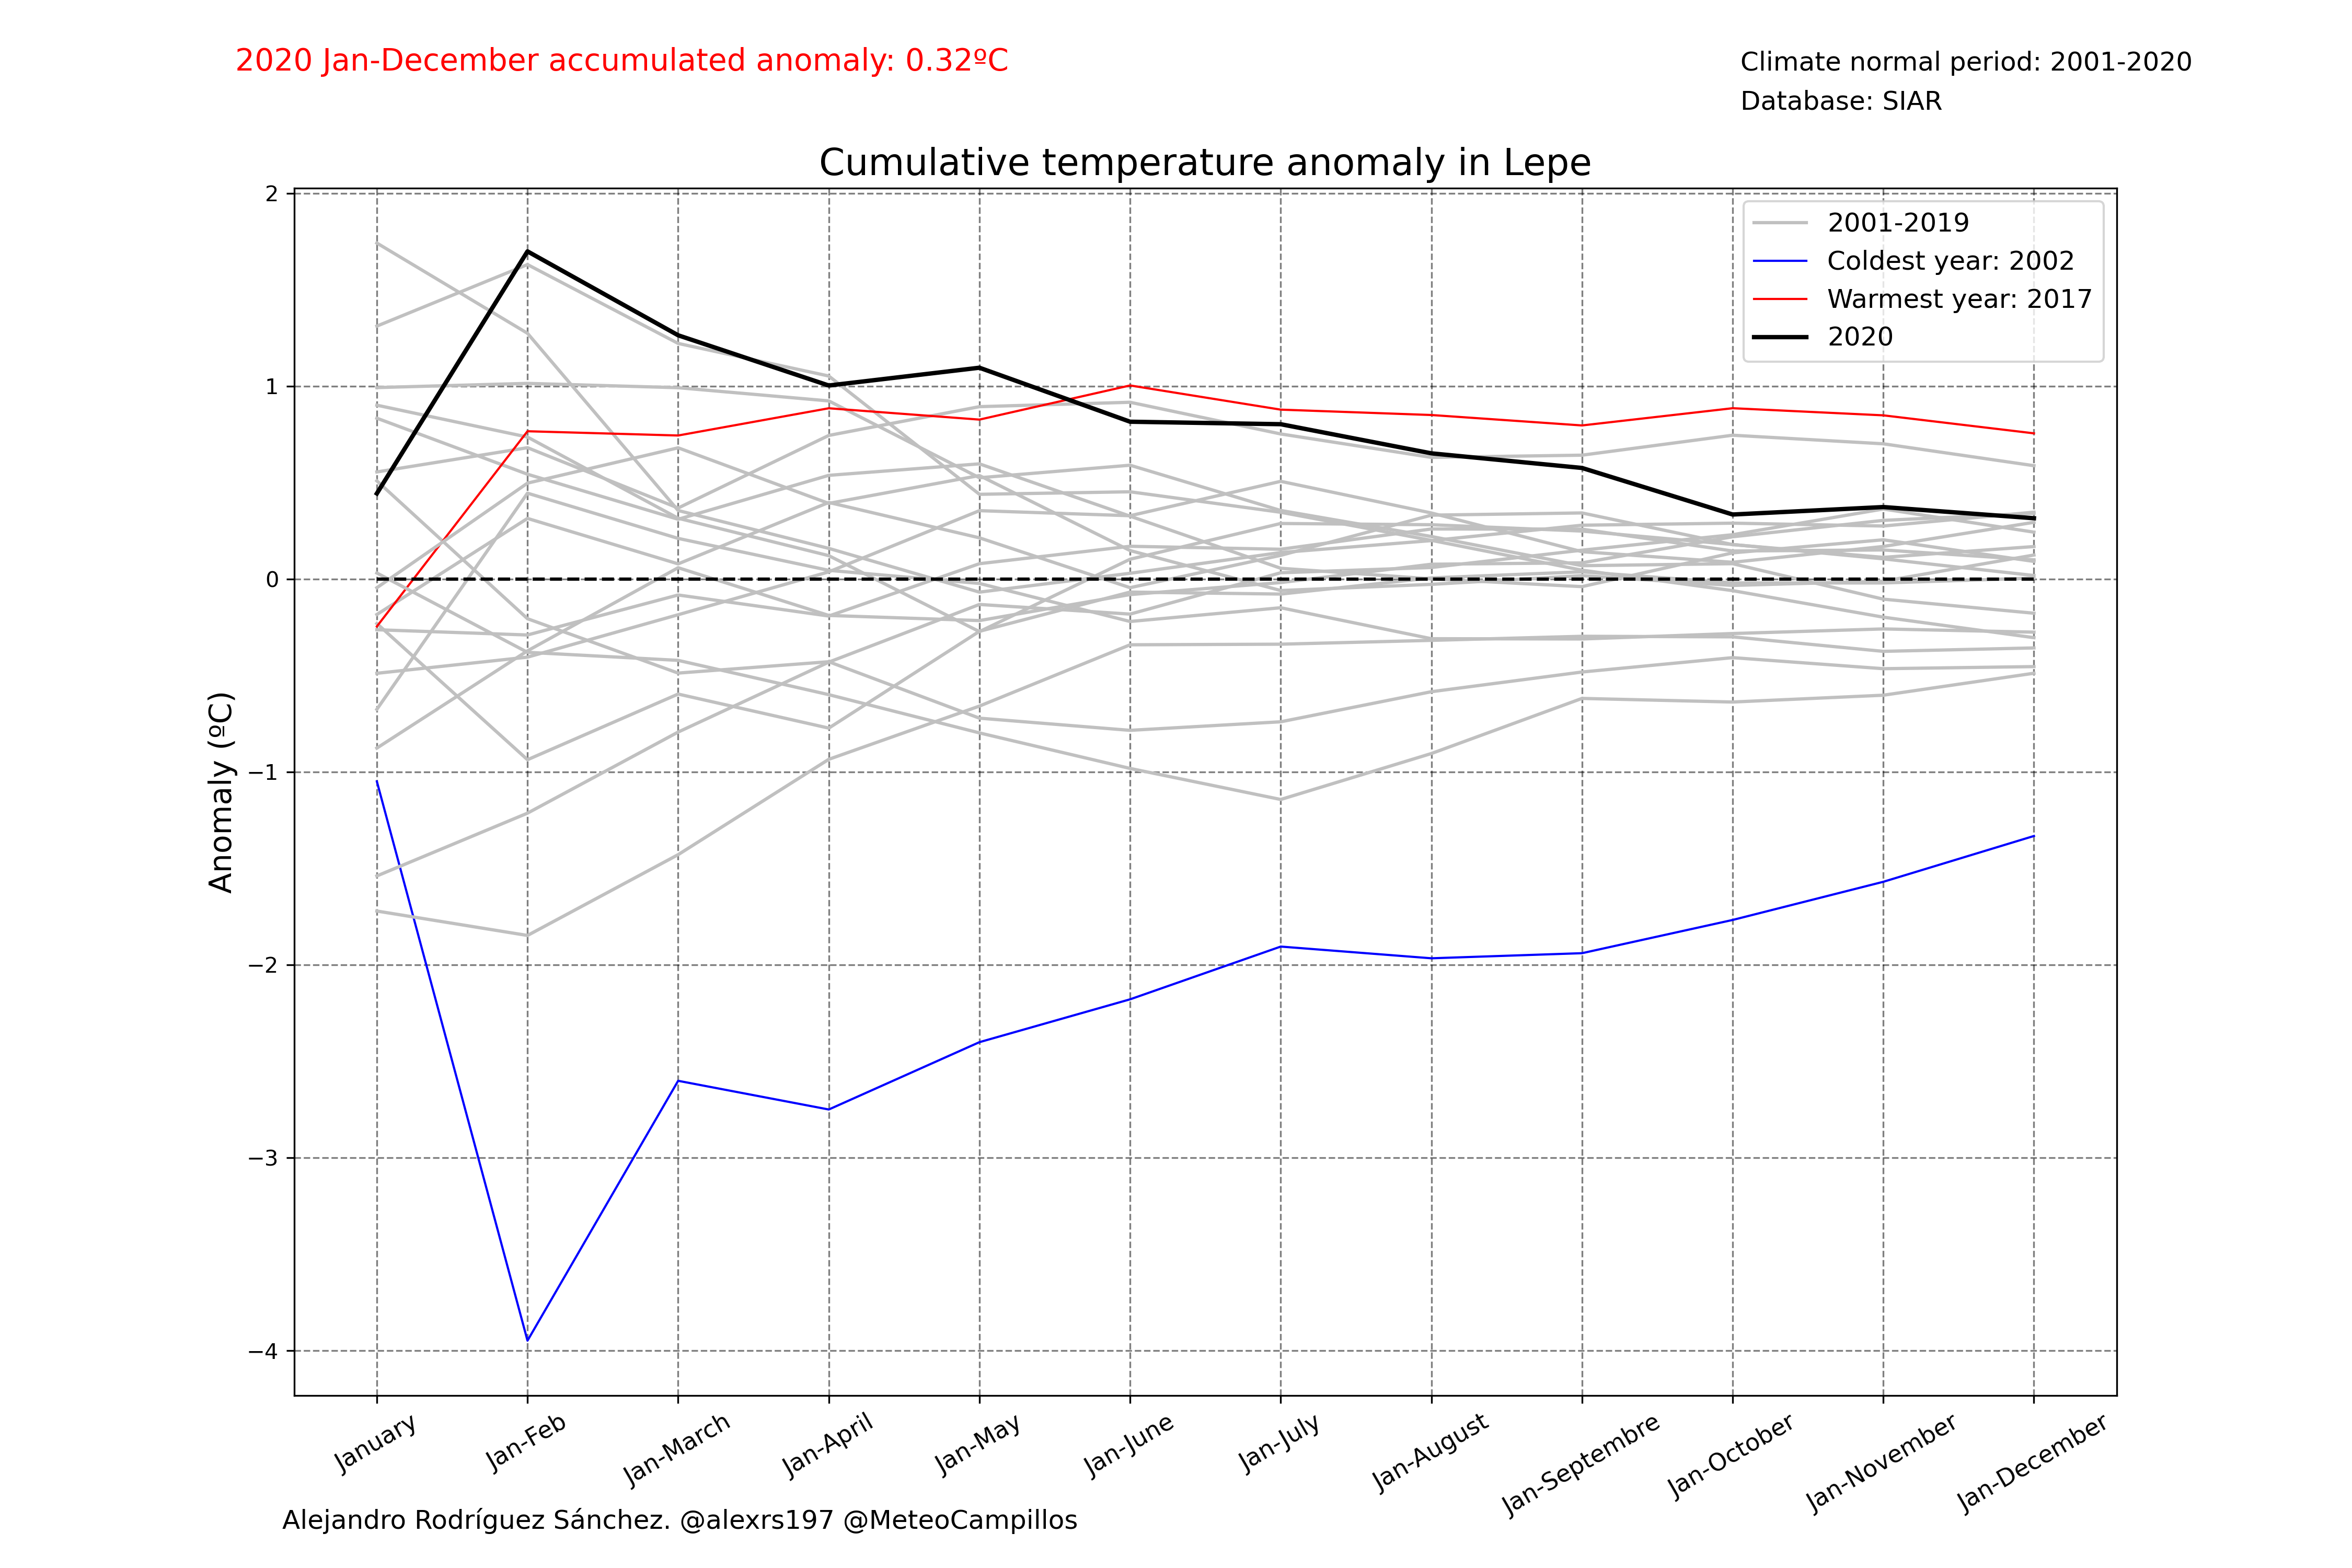 2020 Jan-December accumulated anomaly: 0.32ºC
Climate normal period: 2001-2020
Database: SIAR
Cumulative temperature anomaly in Lepe
2001-2019
Coldest year: 2002
Warmest year: 2017
2020
Anomaly (ºC)
2
1
0
−1
−2
−3
−4
January
Jan-Feb
Jan-March
Jan-April
Jan-May
Jan-June
Jan-July
Jan-August
Jan-Septembre
Jan-October
Jan-November
Jan-December
Alejandro Rodríguez Sánchez. @alexrs197 @MeteoCampillos